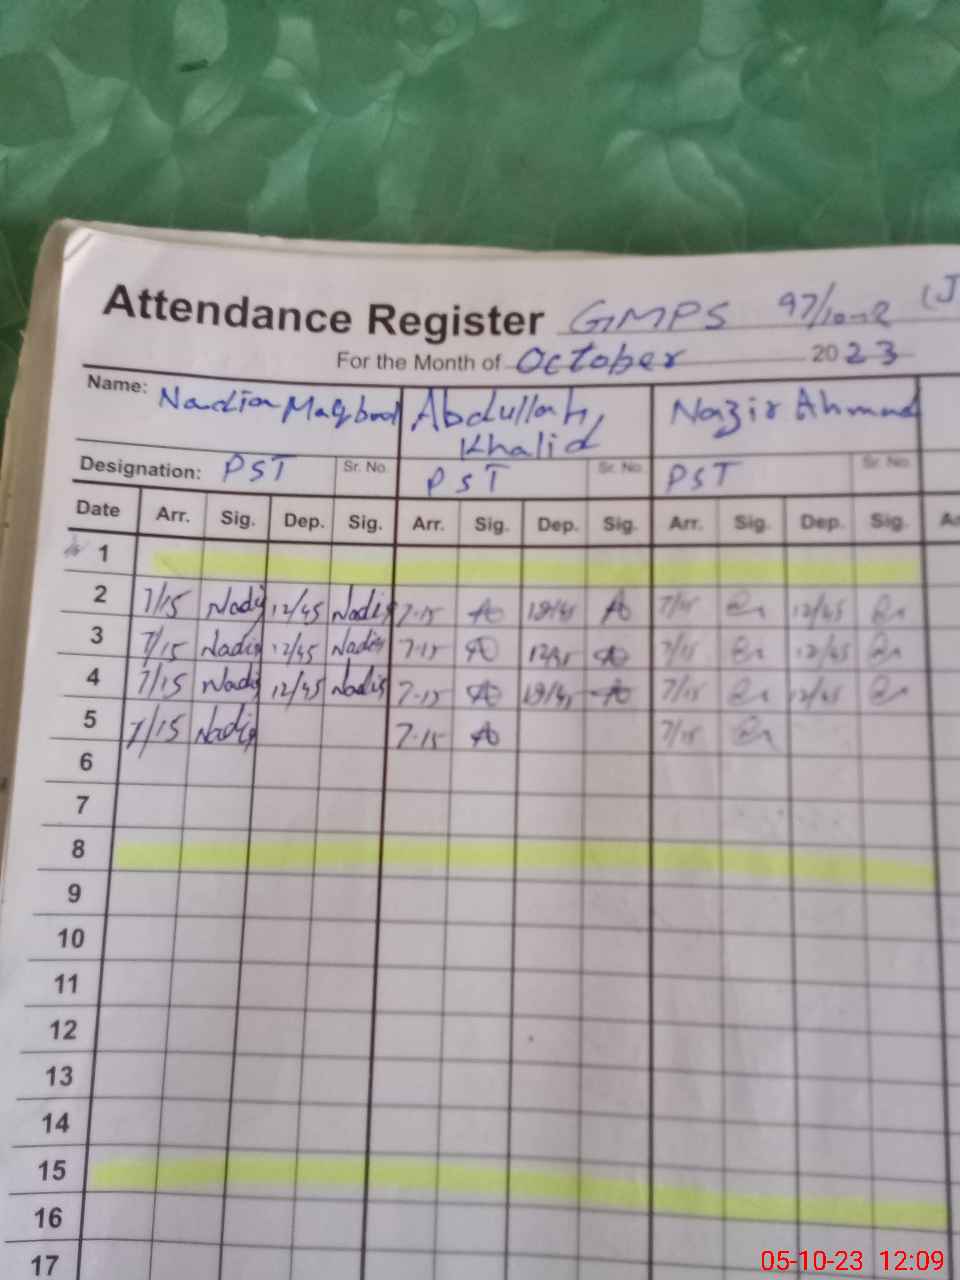 Attendance Register GMPS 97/10-R (J
For the Month of October 2023
Name: Nadia Maqbool Abdullah Khalid Nazir Ahmad
Designation: PST Sr. No. PST Sr. No. PST Sr. No.
Date Arr. Sig. Dep. Sig. Arr. Sig. Dep. Sig. Arr. Sig. Dep. Sig.
1
2 7/15 Nadia 12/45 Nadia 7-15 7/15 12/45
3 7/15 Nadia 12/45 Nadia 7-15 7/15 12/45
4 7/15 Nadia 12/45 Nadia 7-15 7/15 12/45
5 7/15 Nadia 7-15 7/15
6
7
8
9
10
11
12
13
14
15
16
17
05-10-23 12:09